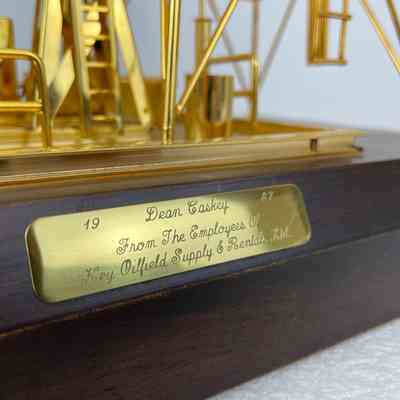 19 Dean Caskey 87
From The Employees Of
Key Oilfield Supply & Rentals, Ltd.